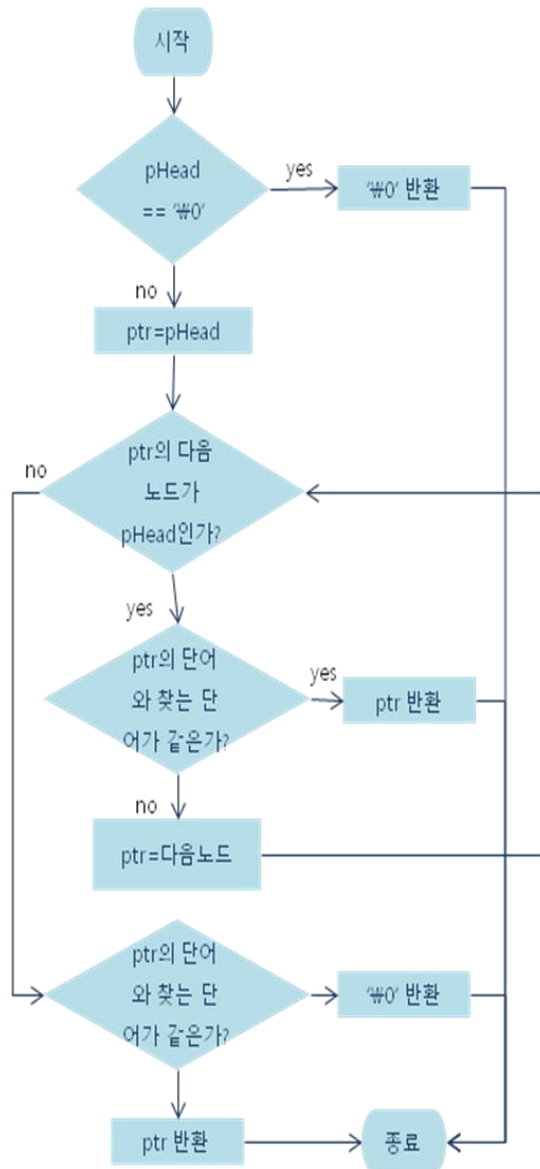 시작
pHead
== '₩0'
yes
'₩0' 반환
no
ptr=pHead
ptr의 다음
노드가
pHead인가?
no
yes
ptr의 단어
와 찾는 단
어가 같은가?
yes
ptr 반환
no
ptr=다음노드
ptr의 단어
와 찾는 단
어가 같은가?
'₩0' 반환
ptr 반환
종료